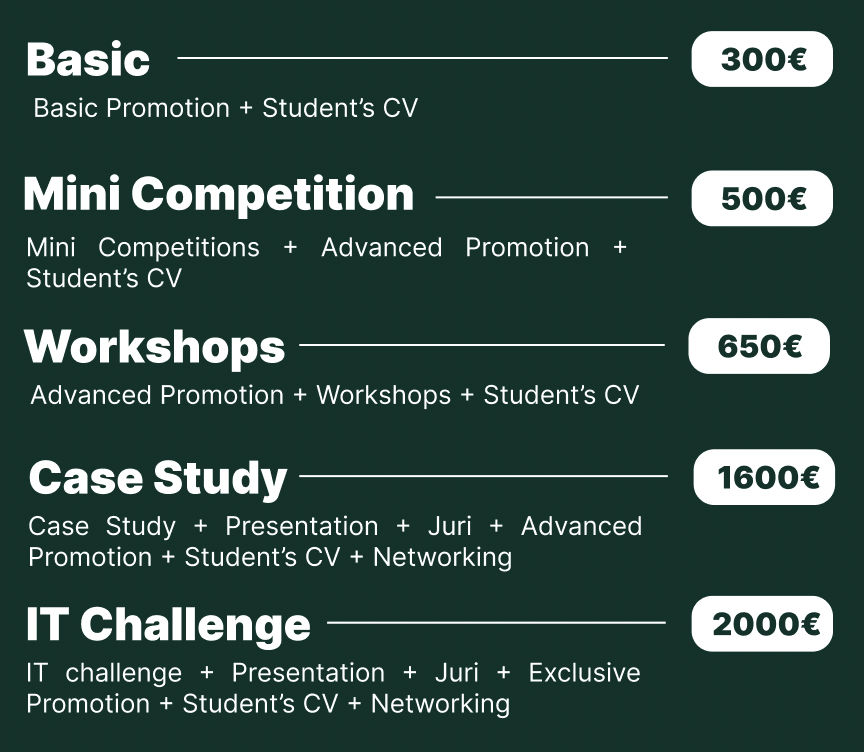 Basic 300€
Basic Promotion + Student’s CV
Mini Competition 500€
Mini Competitions + Advanced Promotion +
Student’s CV
Workshops 650€
Advanced Promotion + Workshops + Student’s CV
Case Study 1600€
Case Study + Presentation + Juri + Advanced
Promotion + Student’s CV + Networking
IT Challenge 2000€
IT challenge + Presentation + Juri + Exclusive
Promotion + Student’s CV + Networking